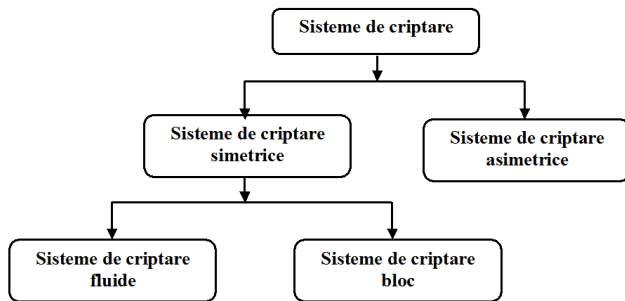 Sisteme de criptare
Sisteme de criptare
simetrice
Sisteme de criptare
asimetrice
Sisteme de criptare
fluide
Sisteme de criptare
bloc